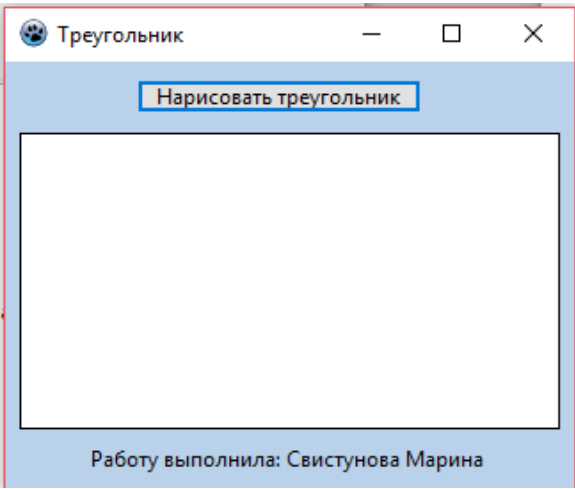 Треугольник
Нарисовать треугольник
Работу выполнила: Свистунова Марина